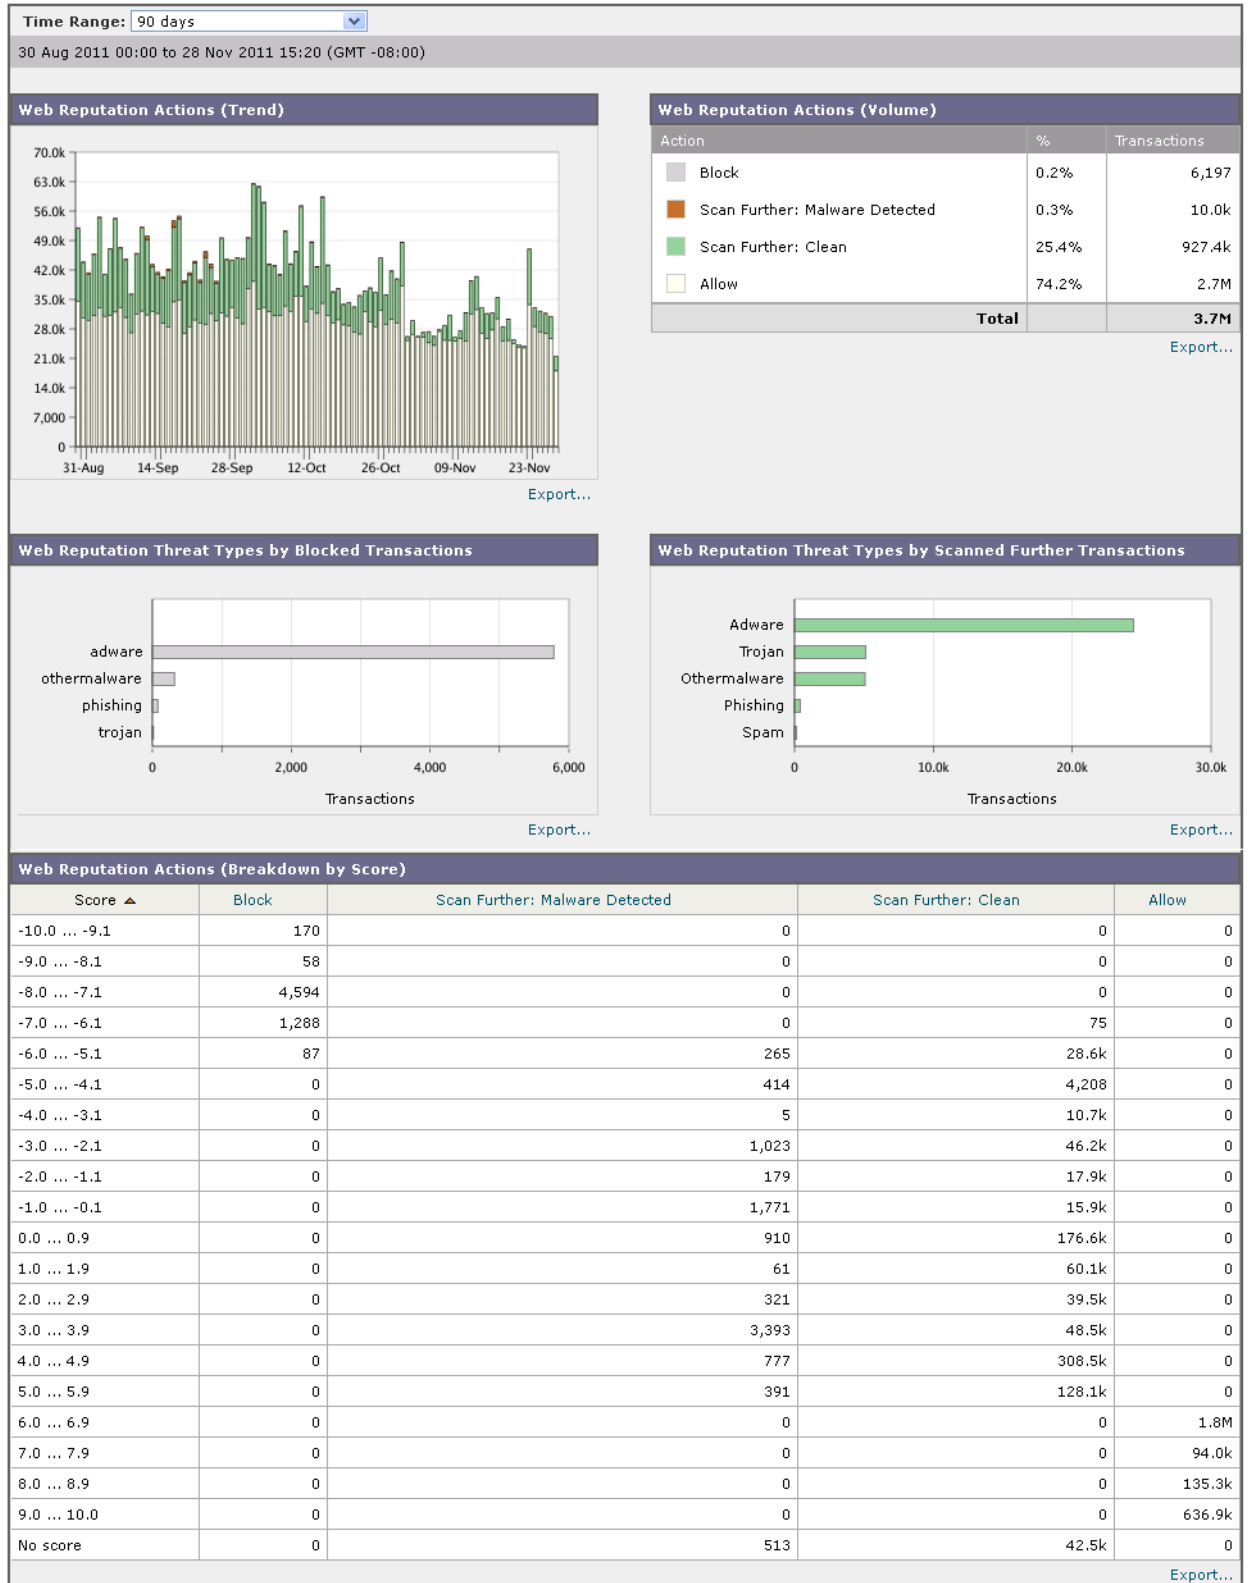 Time Range: 90 days
30 Aug 2011 00:00 to 28 Nov 2011 15:20 (GMT -08:00)
Web Reputation Actions (Trend)
70.0k
63.0k
56.0k
49.0k
42.0k
35.0k
28.0k
21.0k
14.0k
7,000
0
31-Aug 14-Sep 28-Sep 12-Oct 26-Oct 09-Nov 23-Nov
Export...
Web Reputation Actions (Volume)
Action % Transactions
Block 0.2% 6,197
Scan Further: Malware Detected 0.3% 10.0k
Scan Further: Clean 25.4% 927.4k
Allow 74.2% 2.7M
Total 3.7M
Export...
Web Reputation Threat Types by Blocked Transactions
adware
othermalware
phishing
trojan
0 2,000 4,000 6,000
Transactions
Export...
Web Reputation Threat Types by Scanned Further Transactions
Adware
Trojan
Othermalware
Phishing
Spam
0 10.0k 20.0k 30.0k
Transactions
Export...
Web Reputation Actions (Breakdown by Score)
Score Block Scan Further: Malware Detected Scan Further: Clean Allow
-10.0 ... -9.1 170 0 0 0
-9.0 ... -8.1 58 0 0 0
-8.0 ... -7.1 4,594 0 0 0
-7.0 ... -6.1 1,288 0 75 0
-6.0 ... -5.1 87 265 28.6k 0
-5.0 ... -4.1 0 414 4,208 0
-4.0 ... -3.1 0 5 10.7k 0
-3.0 ... -2.1 0 1,023 46.2k 0
-2.0 ... -1.1 0 179 17.9k 0
-1.0 ... -0.1 0 1,771 15.9k 0
0.0 ... 0.9 0 910 176.6k 0
1.0 ... 1.9 0 61 60.1k 0
2.0 ... 2.9 0 321 39.5k 0
3.0 ... 3.9 0 3,393 48.5k 0
4.0 ... 4.9 0 777 308.5k 0
5.0 ... 5.9 0 391 128.1k 0
6.0 ... 6.9 0 0 0 1.8M
7.0 ... 7.9 0 0 0 94.0k
8.0 ... 8.9 0 0 0 135.3k
9.0 ... 10.0 0 0 0 636.9k
No score 0 513 42.5k 0
Export...